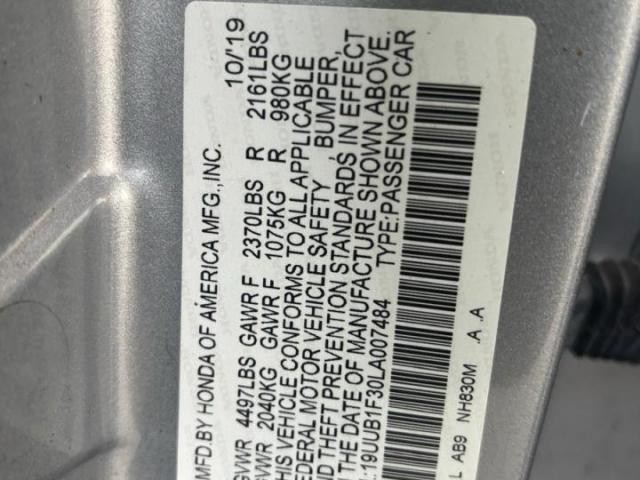 MFD.BY HONDA OF AMERICA MFG.,INC. 10/'19
GVWR 4497LBS GAWR F 2370LBS R 2161LBS
GVWR 2040KG GAWR F 1075KG R 980KG
THIS VEHICLE CONFORMS TO ALL APPLICABLE
FEDERAL MOTOR VEHICLE SAFETY BUMPER,
AND THEFT PREVENTION STANDARDS IN EFFECT
N THE DATE OF MANUFACTURE SHOWN ABOVE.
:19UUB1F30LA007484 TYPE:PASSENGER CAR
L AB9 NH830M .A .A